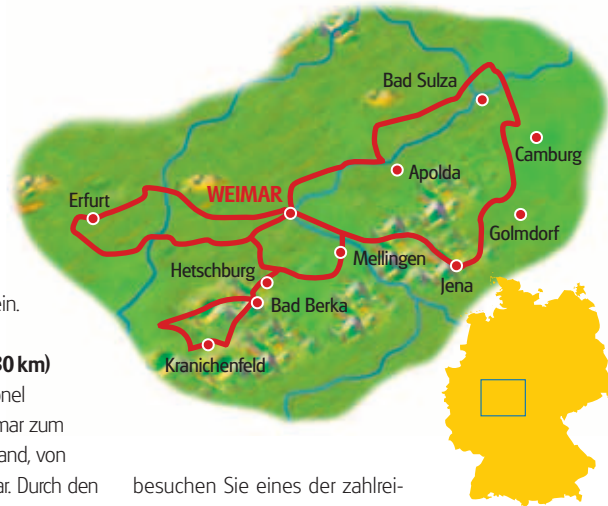 Bad Sulza
Camburg
Apolda
Erfurt
WEIMAR
Golmdorf
Mellingen
Hetschburg
Jena
Bad Berka
Kranichenfeld
ein.
30 km)
nel
mar zum
and, von
ar. Durch den
besuchen Sie eines der zahlrei-